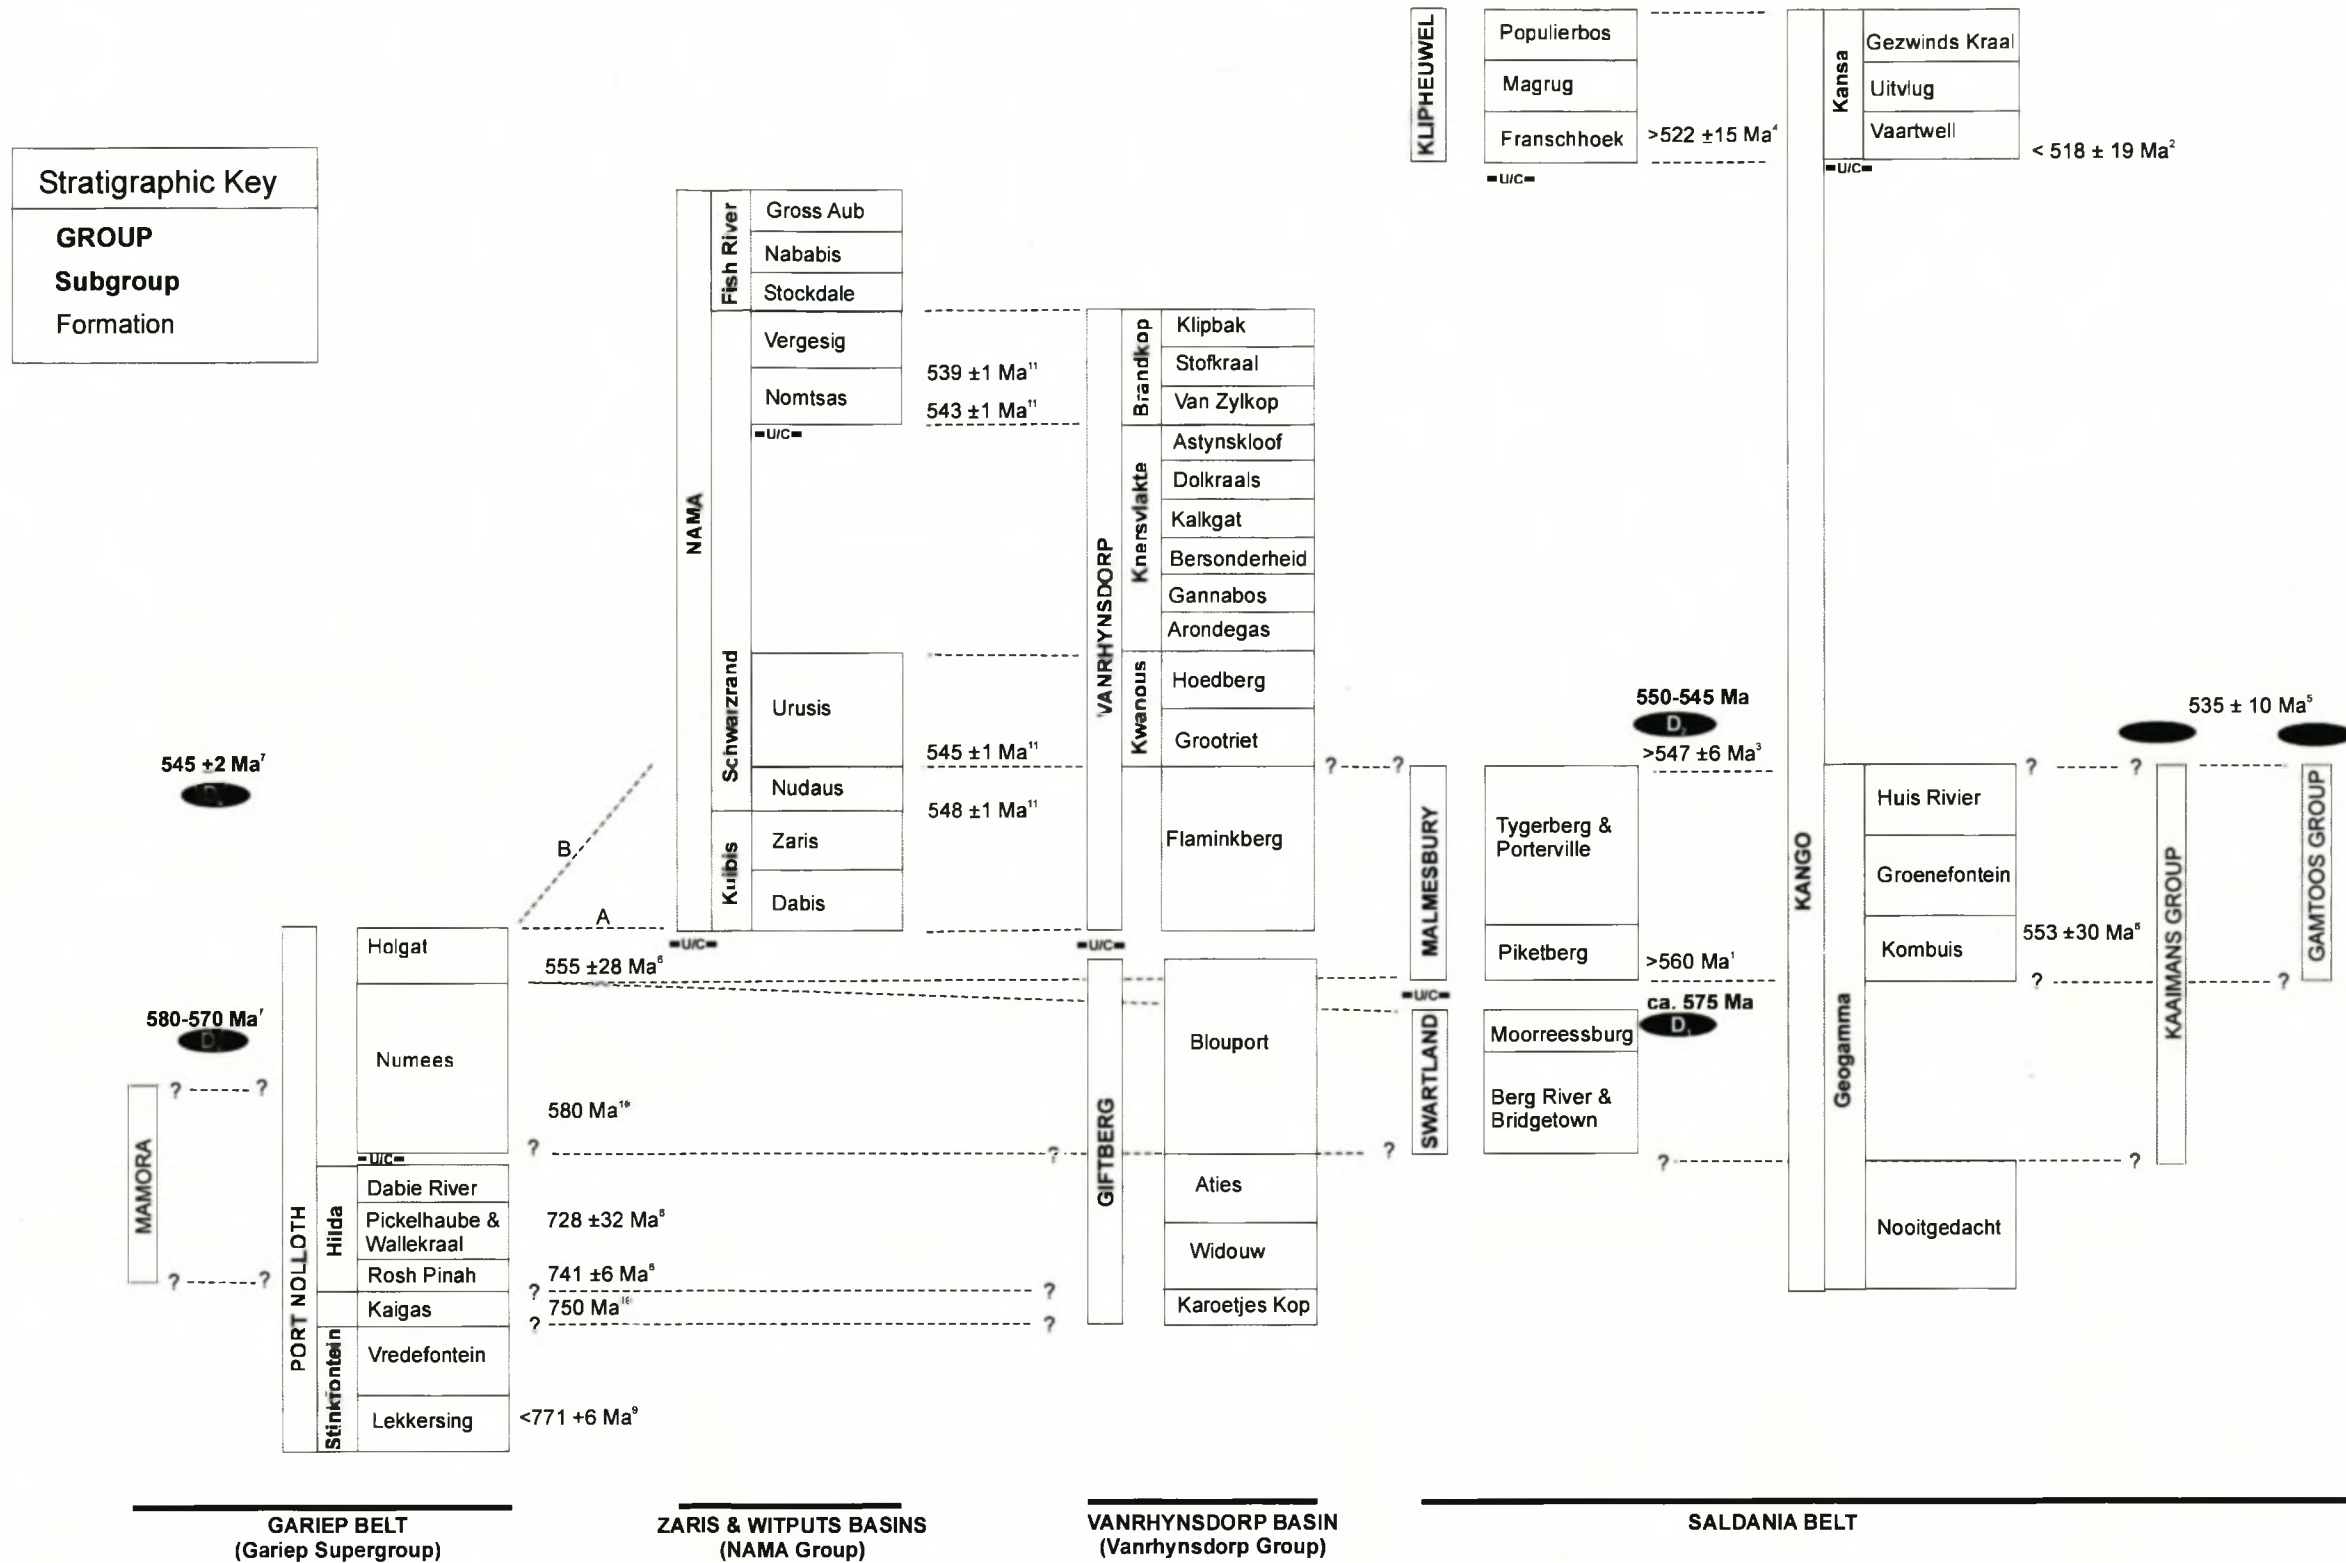 Stratigraphic Key
GROUP
Subgroup
Formation
545 ±2 Ma⁷
580-570 Ma⁷
? ------ ?
MAMORA
? ------- ?
PORT NOLLOTH
Holgat
Numees
U/C
Hilda
Dabie River
Pickelhaube &
Wallekraal
Rosh Pinah
Kaigas
Stinkfontein
Vredefontein
Lekkersing
B
A
555 ±28 Ma⁶
580 Ma¹⁰
?
?
728 ±32 Ma⁸
741 ±6 Ma⁸
?
?
750 Ma¹⁰
?
?
<771 +6 Ma⁹
GARIEP BELT
(Gariep Supergroup)
NAMA
U/C
Fish River
Gross Aub
Nababis
Stockdale
Schwarzrand
Vergesig
Nomtsas
U/C
Urusis
Nudaus
Kuibis
Zaris
Dabis
539 ±1 Ma¹¹
543 ±1 Ma¹¹
545 ±1 Ma¹¹
548 ±1 Ma¹¹
ZARIS & WITPUTS BASINS
(NAMA Group)
VANRHYNSDORP
Brandkop
Klipbak
Stofkraal
Van Zylkop
Knersvlakte
Astynskloof
Dolkraals
Kalkgat
Bersonderheid
Gannabos
Arondegas
Kwanous
Hoedberg
Grootriet
Flaminkberg
U/C
GIFTBERG
Blouport
Aties
Widouw
Karoetjes Kop
VANRHYNSDORP BASIN
(Vanrhynsdorp Group)
KLIPHEUWEL
Populierbos
Magrug
Franschhoek
>522 ±15 Ma⁴
U/C
550-545 Ma
D₂
>547 ±6 Ma³
?-----?
MALMESBURY
Tygerberg &
Porterville
Piketberg
>560 Ma¹
U/C
ca. 575 Ma
D₁
SWARTLAND
Moorreessburg
Berg River &
Bridgetown
?
?
KANGO
Kansa
Gezwinds Kraal
Uitvlug
Vaartwell
< 518 ± 19 Ma²
U/C
Geogamma
Huis Rivier
Groenefontein
Kombuis
553 ±30 Ma⁶
Nooitgedacht
? ------ ?
?
?
?
535 ± 10 Ma⁵
KAAIMANS GROUP
GAMTOOS GROUP
SALDANIA BELT